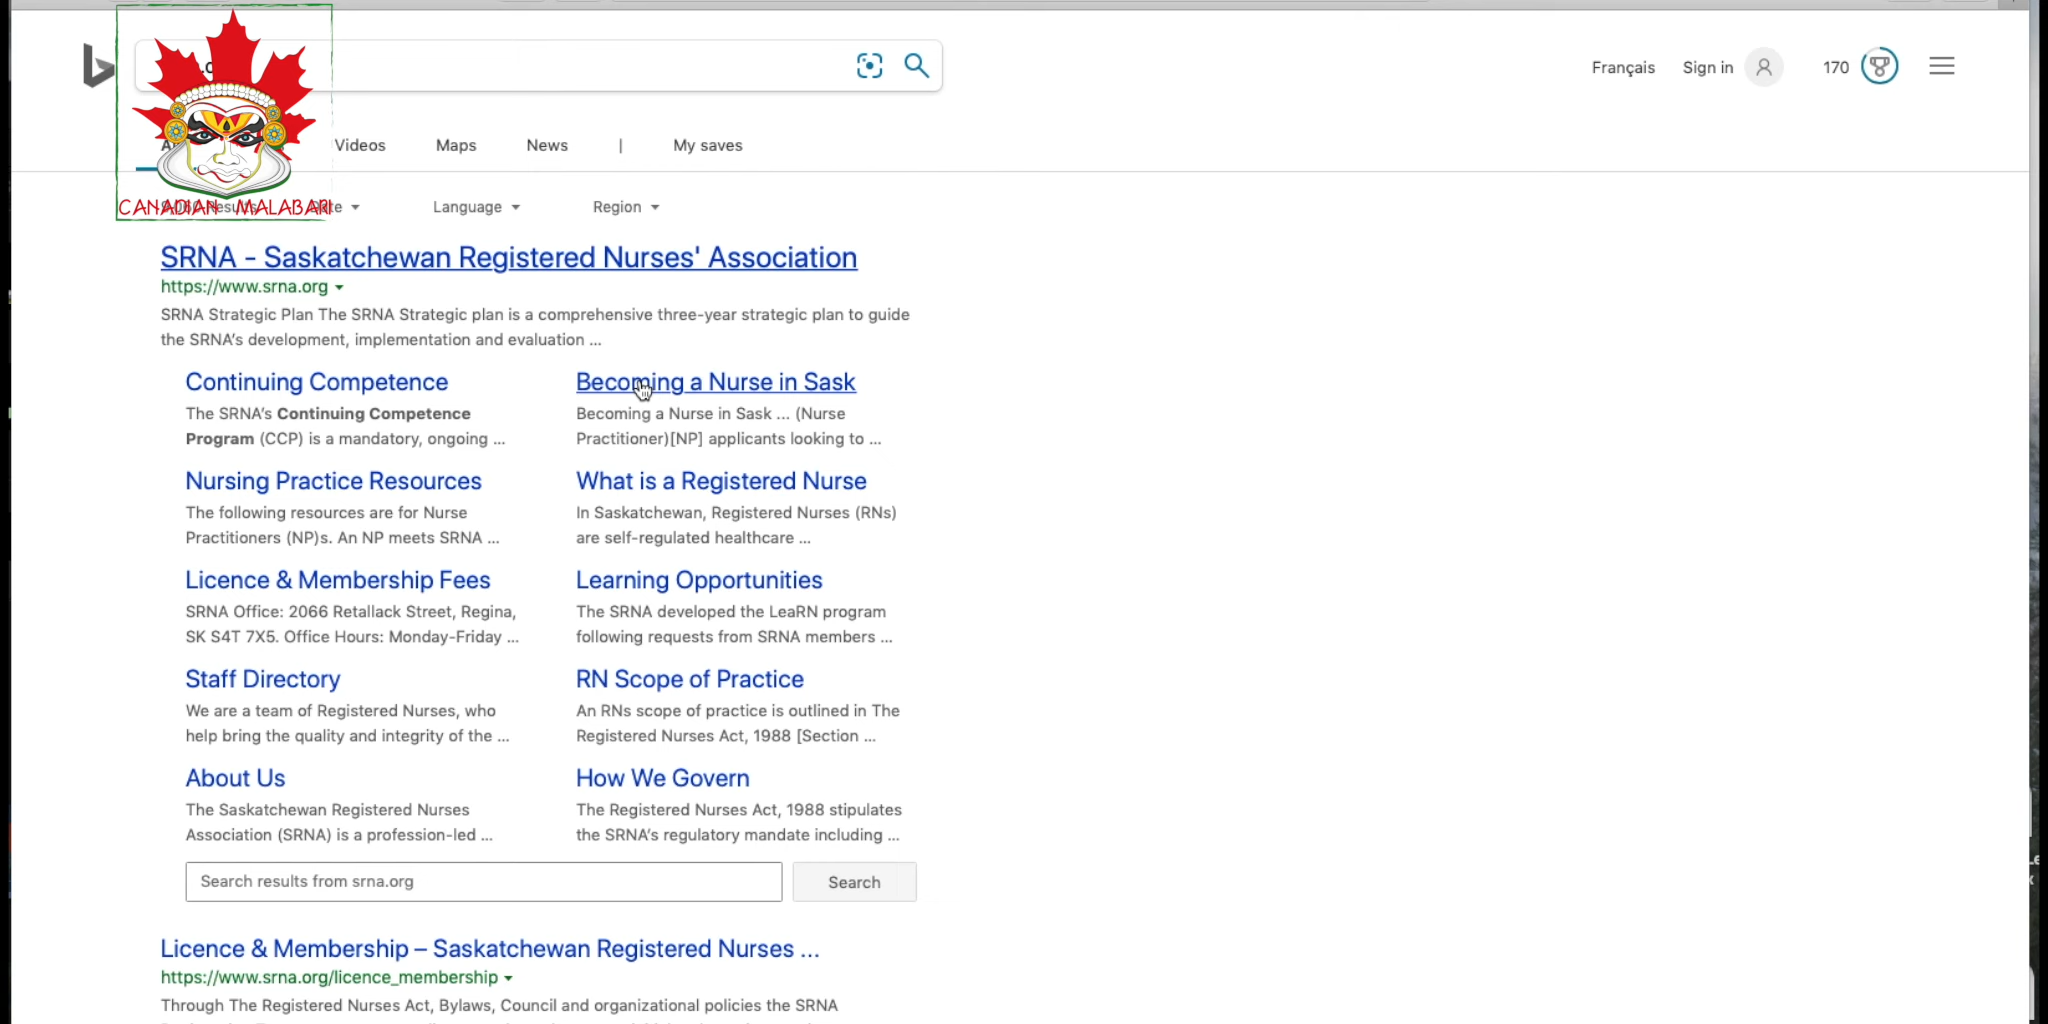 Français
Sign in
170
Videos
Maps
News
|
My saves
CANADIAN MALABARI
Language
Region
SRNA - Saskatchewan Registered Nurses' Association
https://www.srna.org
SRNA Strategic Plan The SRNA Strategic plan is a comprehensive three-year strategic plan to guide
the SRNA's development, implementation and evaluation ...
Continuing Competence
The SRNA's Continuing Competence
Program (CCP) is a mandatory, ongoing ...
Becoming a Nurse in Sask
Becoming a Nurse in Sask ... (Nurse
Practitioner)[NP] applicants looking to ...
Nursing Practice Resources
The following resources are for Nurse
Practitioners (NP)s. An NP meets SRNA ...
What is a Registered Nurse
In Saskatchewan, Registered Nurses (RNs)
are self-regulated healthcare ...
Licence & Membership Fees
SRNA Office: 2066 Retallack Street, Regina,
SK S4T 7X5. Office Hours: Monday-Friday ...
Learning Opportunities
The SRNA developed the LeaRN program
following requests from SRNA members ...
Staff Directory
We are a team of Registered Nurses, who
help bring the quality and integrity of the ...
RN Scope of Practice
An RNs scope of practice is outlined in The
Registered Nurses Act, 1988 [Section ...
About Us
The Saskatchewan Registered Nurses
Association (SRNA) is a profession-led ...
How We Govern
The Registered Nurses Act, 1988 stipulates
the SRNA's regulatory mandate including ...
Search results from srna.org
Search
Licence & Membership – Saskatchewan Registered Nurses ...
https://www.srna.org/licence_membership
Through The Registered Nurses Act, Bylaws, Council and organizational policies the SRNA